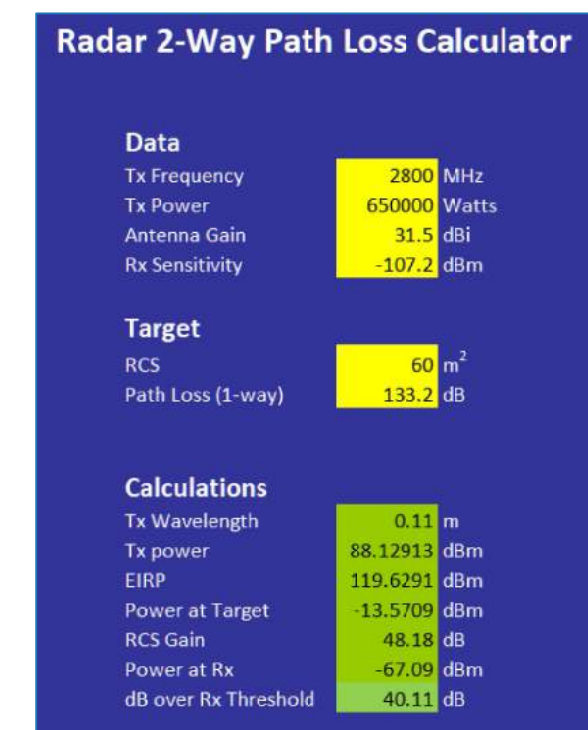 Radar 2-Way Path Loss Calculator
Data
Tx Frequency 2800 MHz
Tx Power 650000 Watts
Antenna Gain 31.5 dBi
Rx Sensitivity -107.2 dBm
Target
RCS 60 m²
Path Loss (1-way) 133.2 dB
Calculations
Tx Wavelength 0.11 m
Tx power 88.12913 dBm
EIRP 119.6291 dBm
Power at Target -13.5709 dBm
RCS Gain 48.18 dB
Power at Rx -67.09 dBm
dB over Rx Threshold 40.11 dB